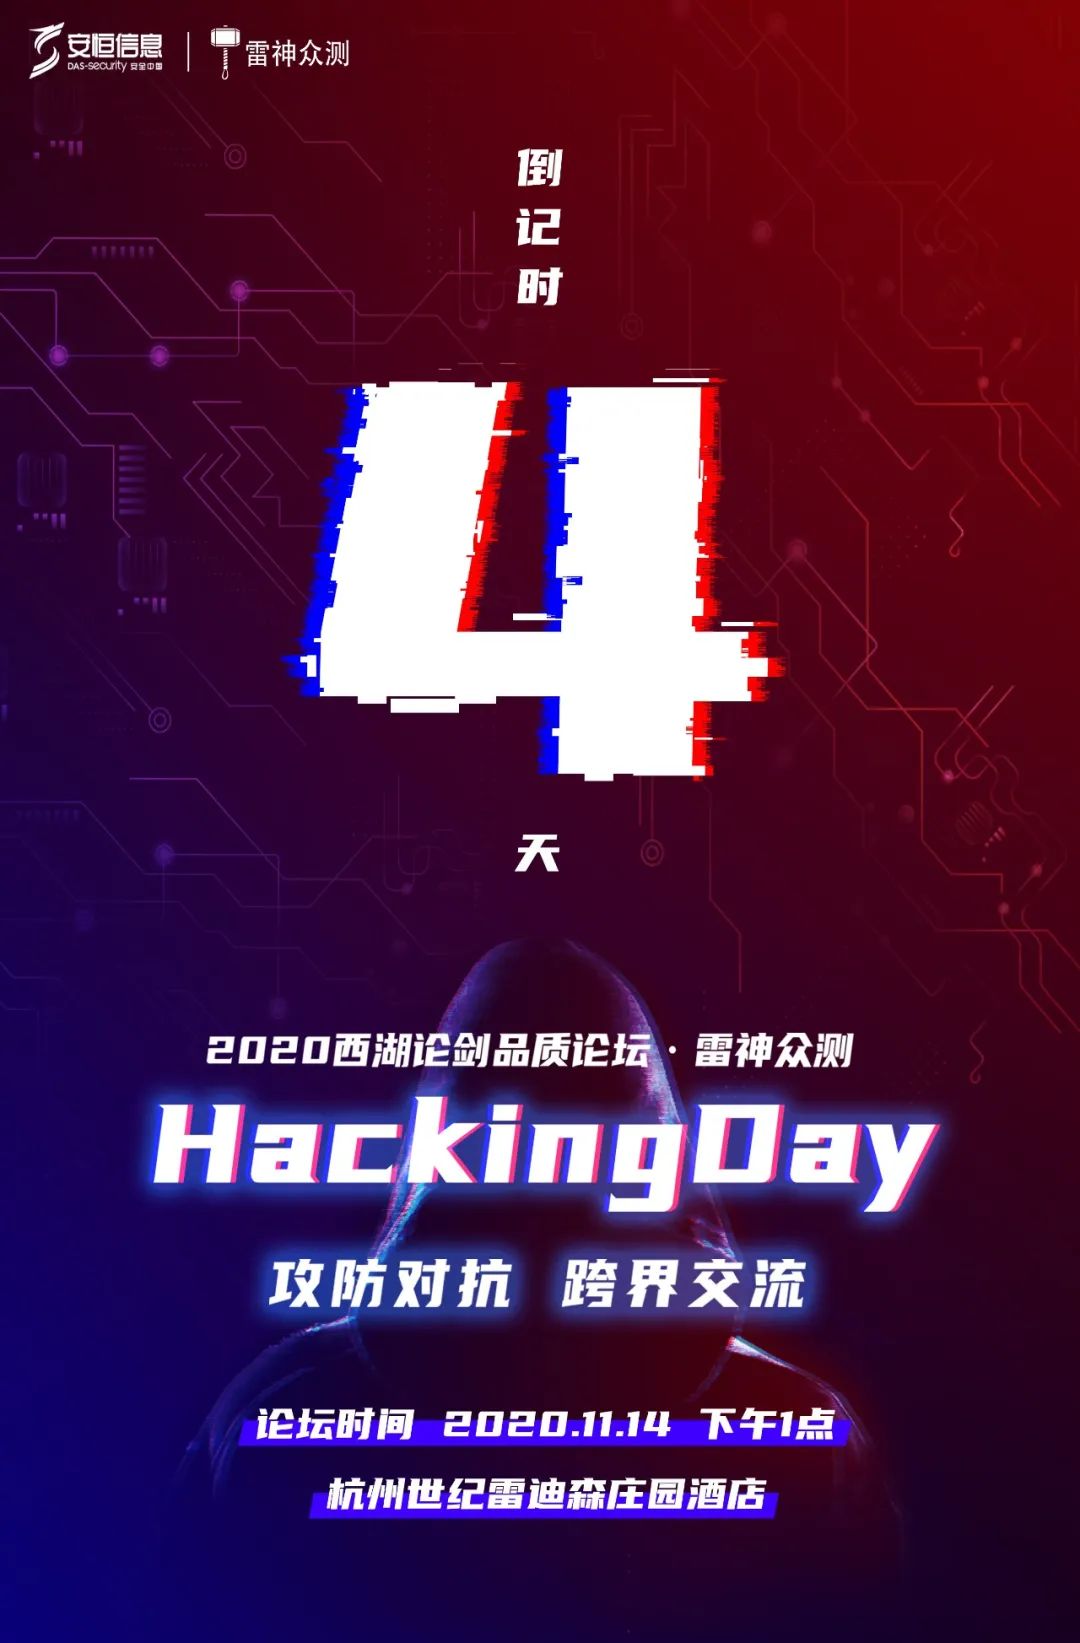 安恒信息
DAS-security 安全中国
雷神众测
倒记时
4
天
2020西湖论剑品质论坛·雷神众测
HackingDay
攻防对抗 跨界交流
论坛时间 2020.11.14 下午1点
杭州世纪雷迪森庄园酒店